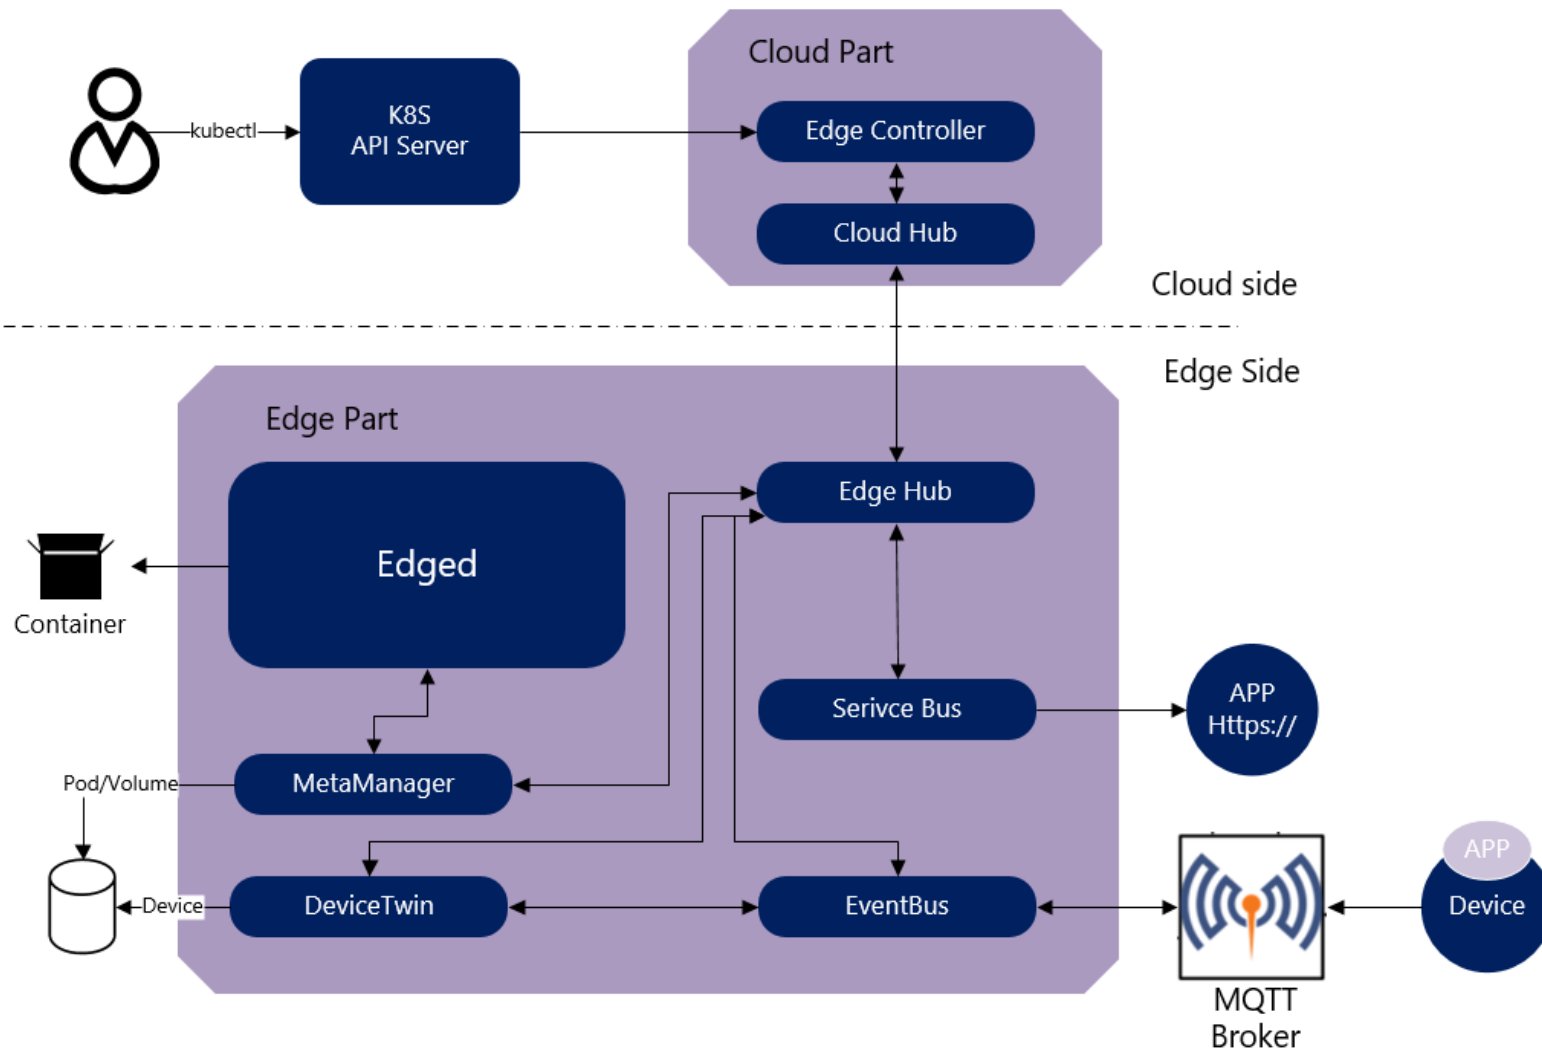 Cloud Part
kubectl
K8S
API Server
Edge Controller
Cloud Hub
Cloud side
Edge Side
Edge Part
Edge Hub
Edged
Container
Serivce Bus
APP
Https://
Pod/Volume
MetaManager
Device
DeviceTwin
EventBus
APP
Device
MQTT
Broker